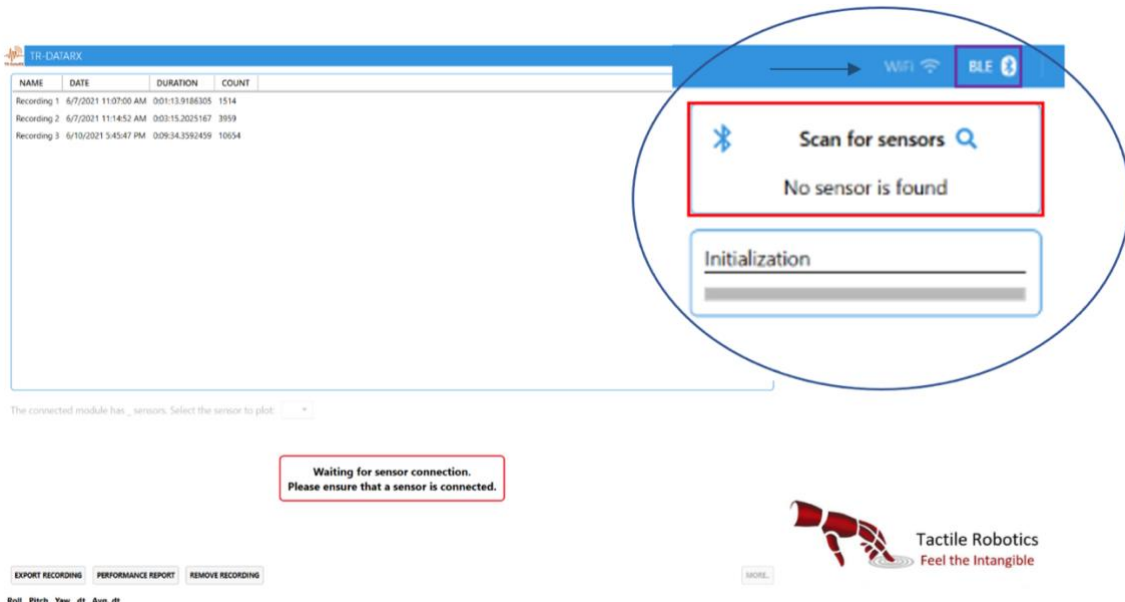 TR-DATARX
WiFi BLE
NAME DATE DURATION COUNT
Recording 1 6/7/2021 11:07:00 AM 0:01:13.9186305 1514
Recording 2 6/7/2021 11:14:52 AM 0:03:15.2025167 3959
Recording 3 6/10/2021 5:45:47 PM 0:09:34.3592459 10654
Scan for sensors
No sensor is found
Initialization
The connected module has _ sensors. Select the sensor to plot:
Waiting for sensor connection.
Please ensure that a sensor is connected.
Tactile Robotics
Feel the Intangible
EXPORT RECORDING PERFORMANCE REPORT REMOVE RECORDING MORE..
Roll Pitch Yaw dt Avg dt